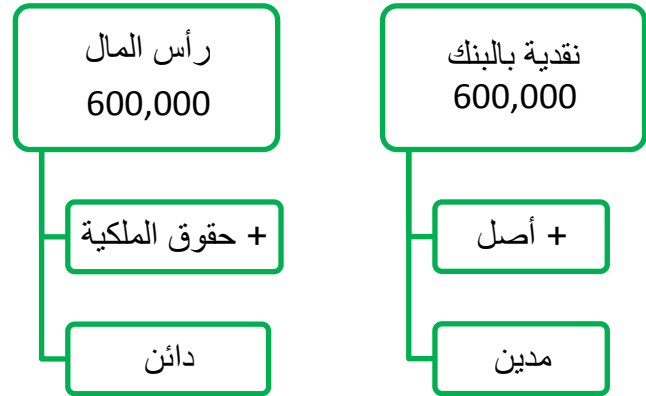 نقدية بالبنك
600,000
+ أصل
مدين
رأس المال
600,000
+ حقوق الملكية
دائن